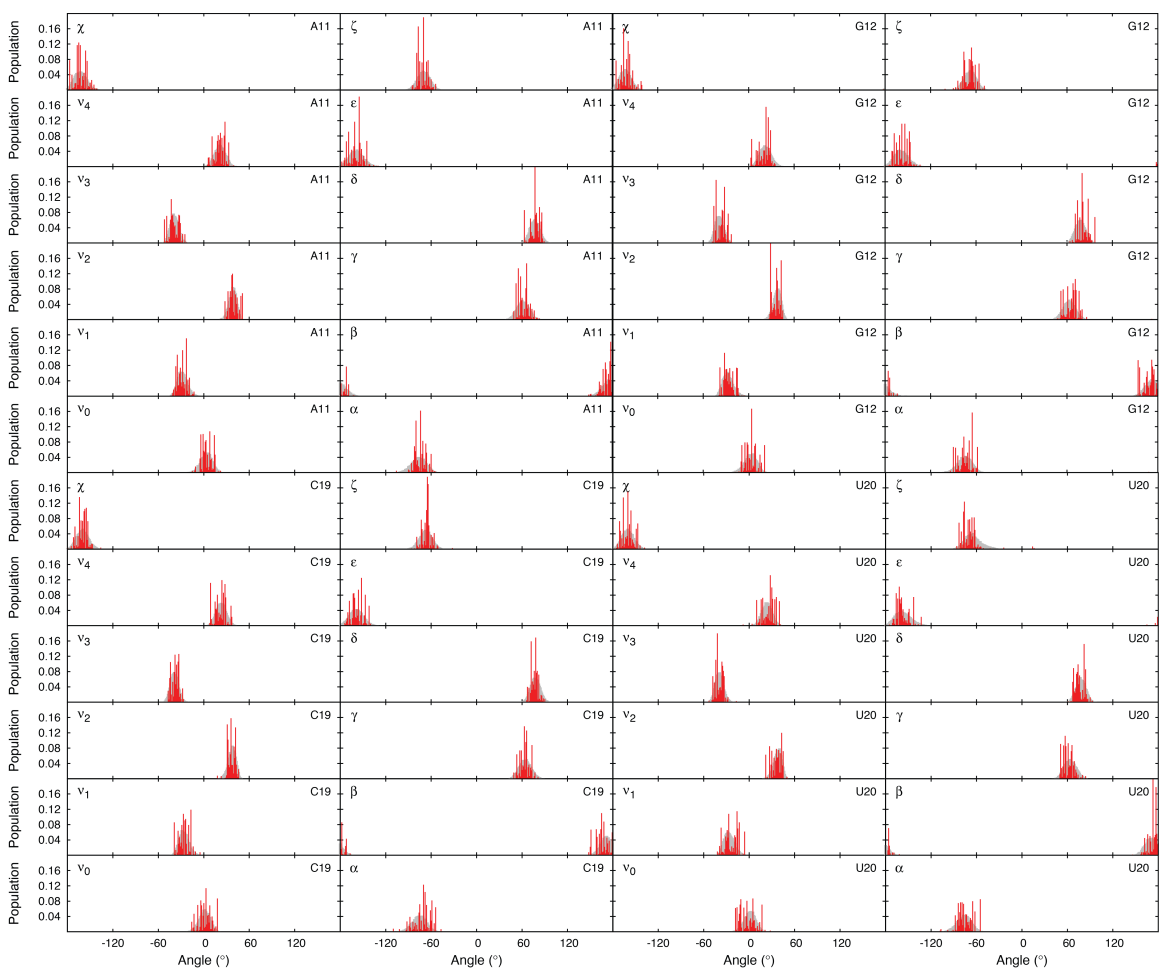 Population 0.16 0.12 0.08 0.04 χ A11 ζ A11 χ G12 ζ G12
Population 0.16 0.12 0.08 0.04 ν4 A11 ε A11 ν4 G12 ε G12
Population 0.16 0.12 0.08 0.04 ν3 A11 δ A11 ν3 G12 δ G12
Population 0.16 0.12 0.08 0.04 ν2 A11 γ A11 ν2 G12 γ G12
Population 0.16 0.12 0.08 0.04 ν1 A11 β A11 ν1 G12 β G12
Population 0.16 0.12 0.08 0.04 ν0 A11 α A11 ν0 G12 α G12
Population 0.16 0.12 0.08 0.04 χ C19 ζ C19 χ U20 ζ U20
Population 0.16 0.12 0.08 0.04 ν4 C19 ε C19 ν4 U20 ε U20
Population 0.16 0.12 0.08 0.04 ν3 C19 δ C19 ν3 U20 δ U20
Population 0.16 0.12 0.08 0.04 ν2 C19 γ C19 ν2 U20 γ U20
Population 0.16 0.12 0.08 0.04 ν1 C19 β C19 ν1 U20 β U20
Population 0.16 0.12 0.08 0.04 ν0 C19 α C19 ν0 U20 α U20
-120 -60 0 60 120 -120 -60 0 60 120 -120 -60 0 60 120 -120 -60 0 60 120
Angle (°) Angle (°) Angle (°) Angle (°)